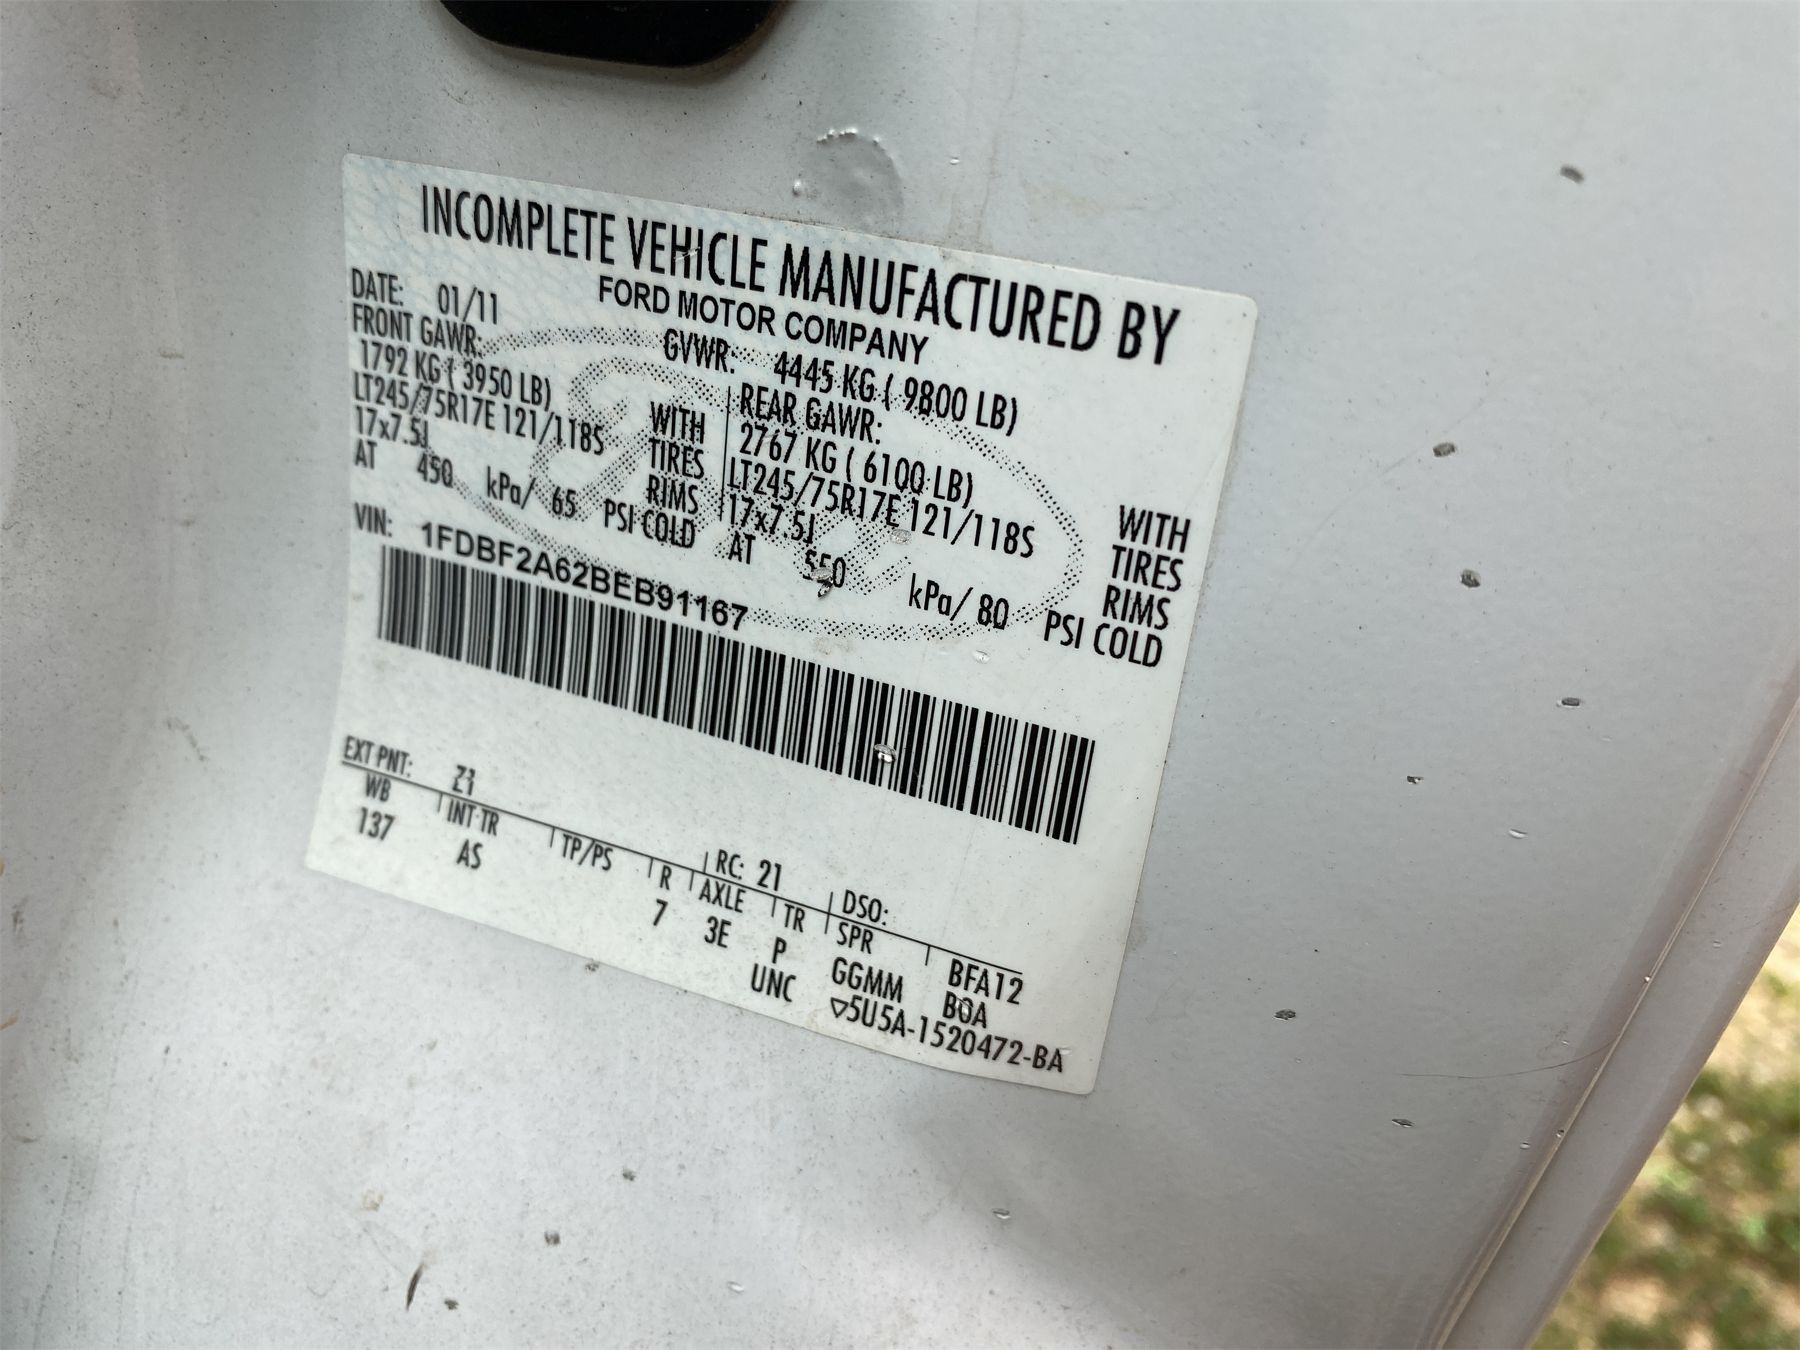 INCOMPLETE VEHICLE MANUFACTURED BY
FORD MOTOR COMPANY
DATE: 01/11
GVWR: 4445 KG ( 9800 LB)
FRONT GAWR:
1792 KG ( 3950 LB)
LT245/75R17E 121/118S
17x7.5J
AT 450 kPa/ 65
WITH
TIRES
RIMS
PSI COLD
REAR GAWR:
2767 KG ( 6100 LB)
LT245/75R17E 121/118S
17x7.5J
AT 550 kPa/ 80
WITH
TIRES
RIMS
PSI COLD
VIN: 1FDBF2A62BEB91167
EXT PNT: Z1
RC: 21
DSO:
WB INT TR TP/PS R AXLE TR SPR BFA12
137 AS 7 3E P GGMM BOA
UNC ▽5U5A-1520472-BA